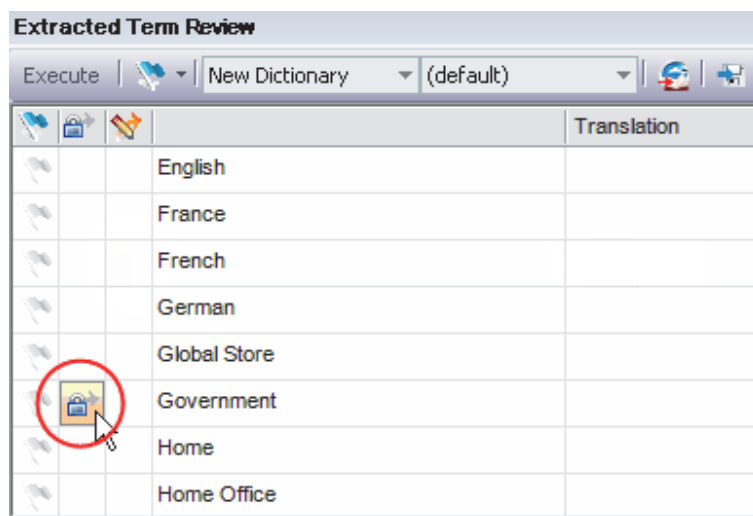 Extracted Term Review
Execute New Dictionary (default)
Translation
English
France
French
German
Global Store
Government
Home
Home Office